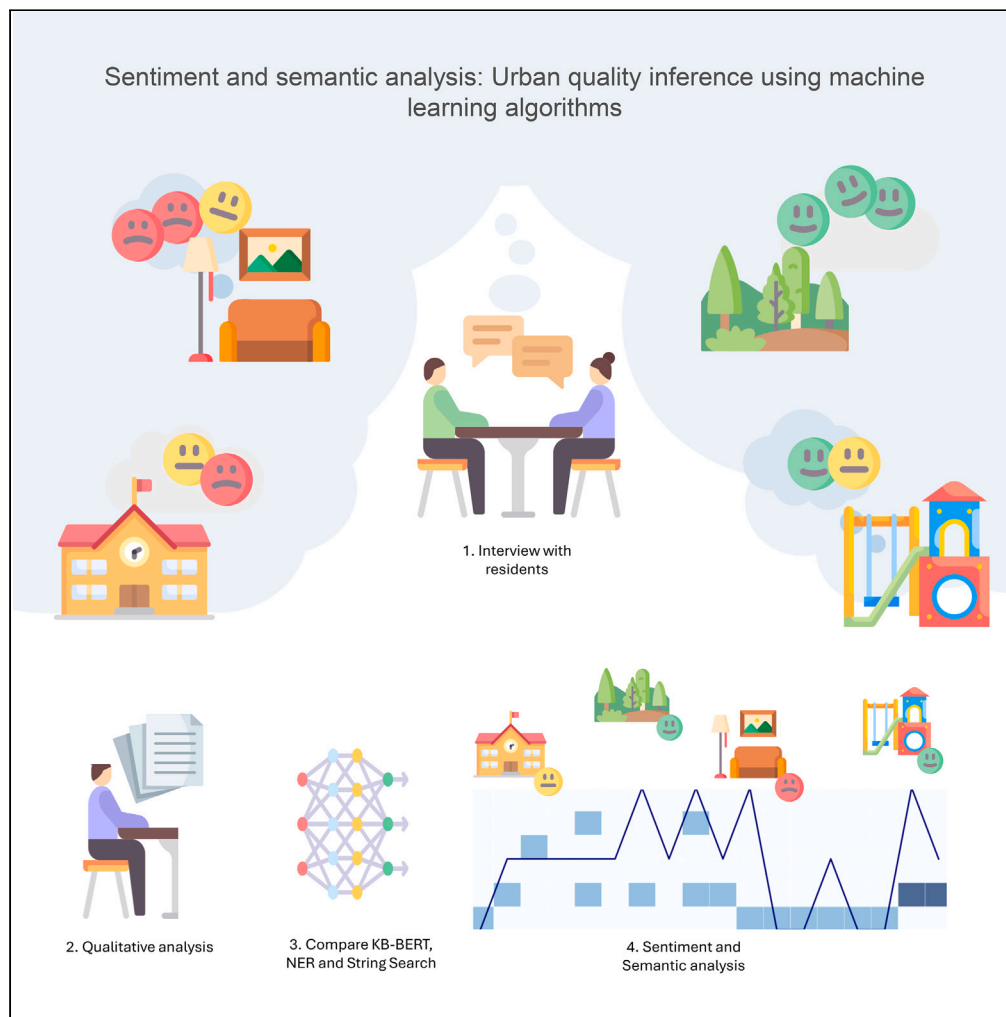 Sentiment and semantic analysis: Urban quality inference using machine
learning algorithms
1. Interview with
residents
2. Qualitative analysis
3. Compare KB-BERT,
NER and String Search
4. Sentiment and
Semantic analysis